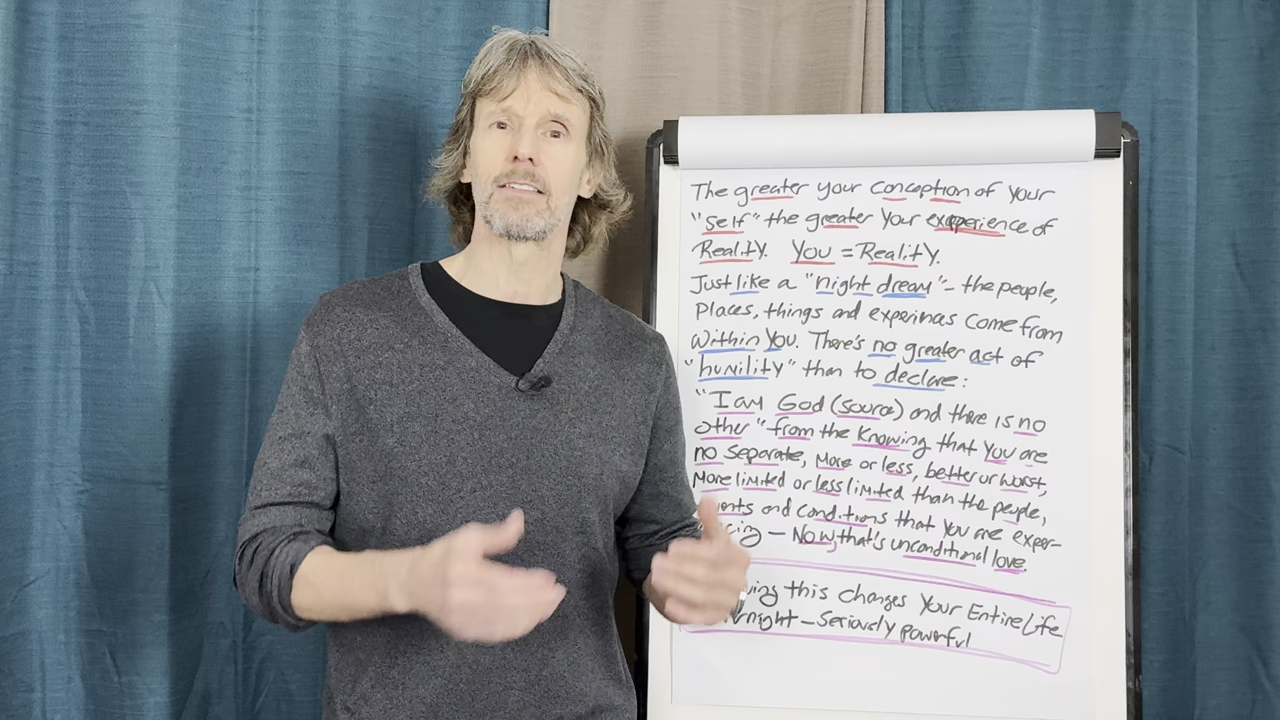 The greater your conception of your
"self" the greater your experience of
Reality. You = Reality.
Just like a "night dream" - the people,
places, things and experinces come from
within you. There's no greater act of
"humility" than to declare:
"I am God (source) and there is no
other" from the knowing that you are
no separate, more or less, better or worst,
more limited or less limited than the people,
and conditions that you are exper-
— Now, that's unconditional love.
this changes your Entire Life
— Seriously powerful